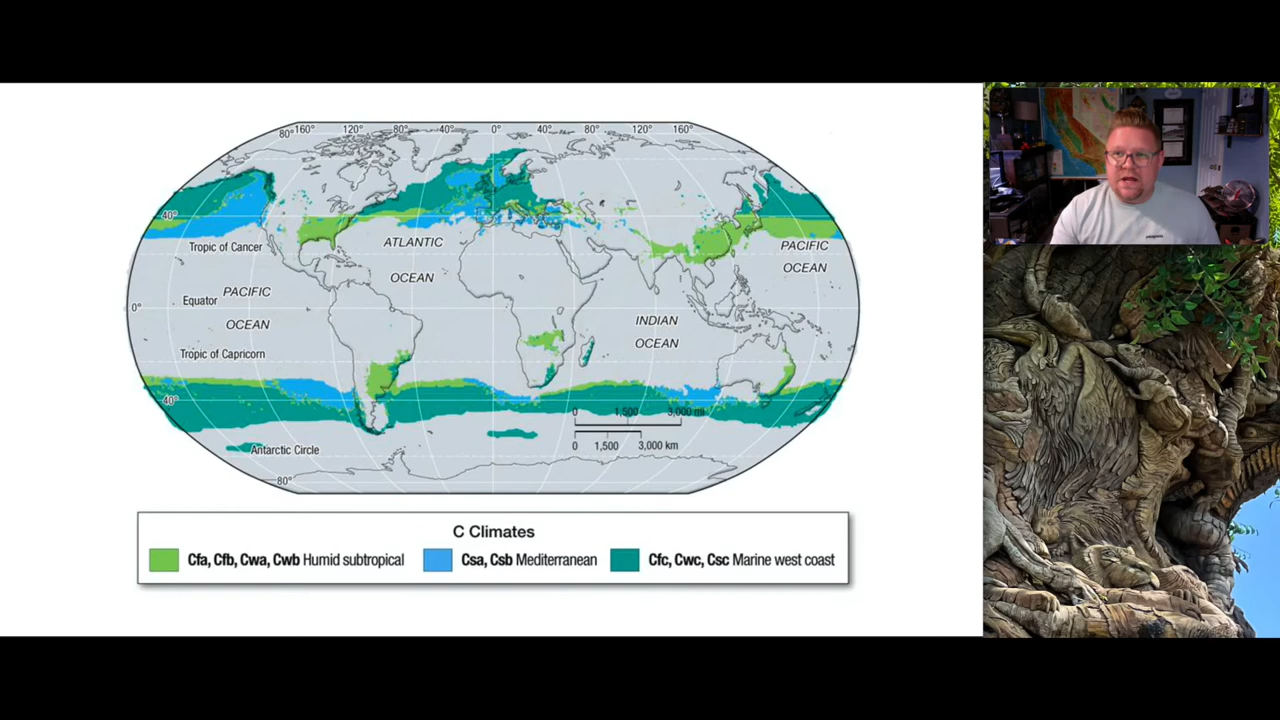 80° 160° 120° 80° 40° 0° 40° 80° 120° 160°
40°
Tropic of Cancer
ATLANTIC
OCEAN
PACIFIC
OCEAN
0°
Equator
PACIFIC
OCEAN
INDIAN
OCEAN
Tropic of Capricorn
40°
0 1,500 3,000 mi
0 1,500 3,000 km
Antarctic Circle
80°
C Climates
Cfa, Cfb, Cwa, Cwb Humid subtropical
Csa, Csb Mediterranean
Cfc, Cwc, Csc Marine west coast